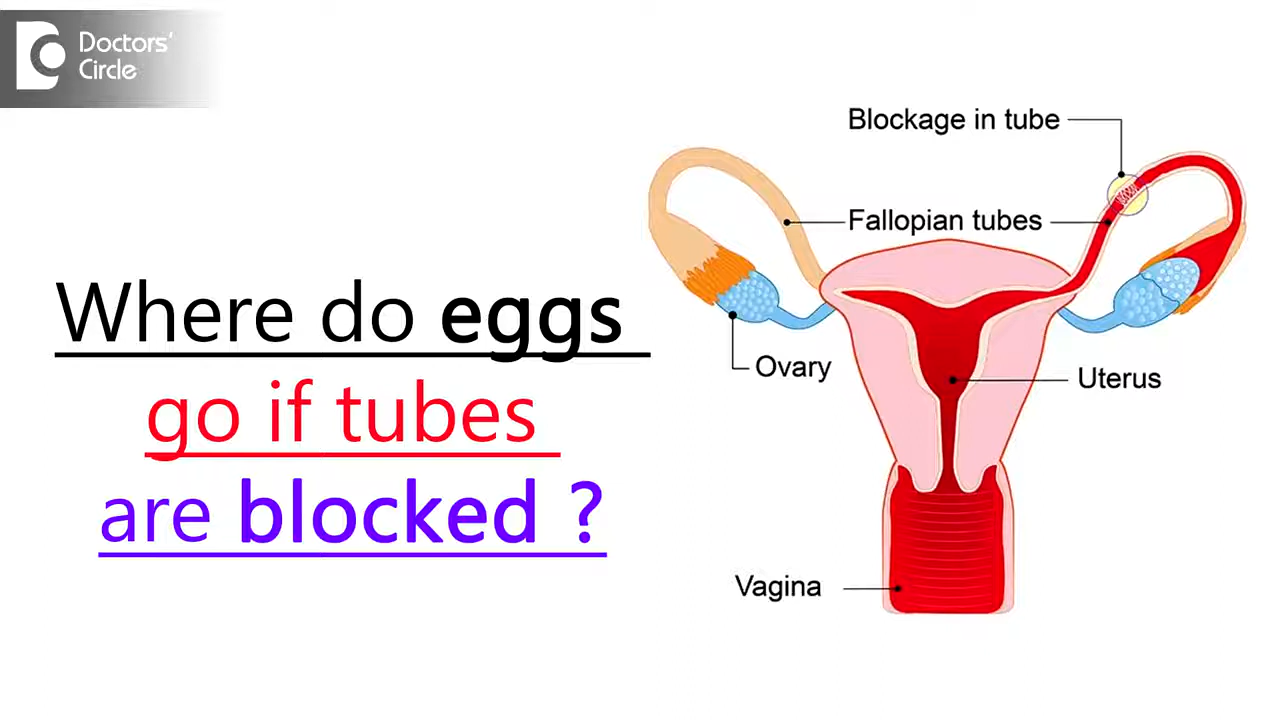 Doctors'
Circle
Where do eggs
go if tubes
are blocked ?
Blockage in tube
Fallopian tubes
Ovary
Uterus
Vagina